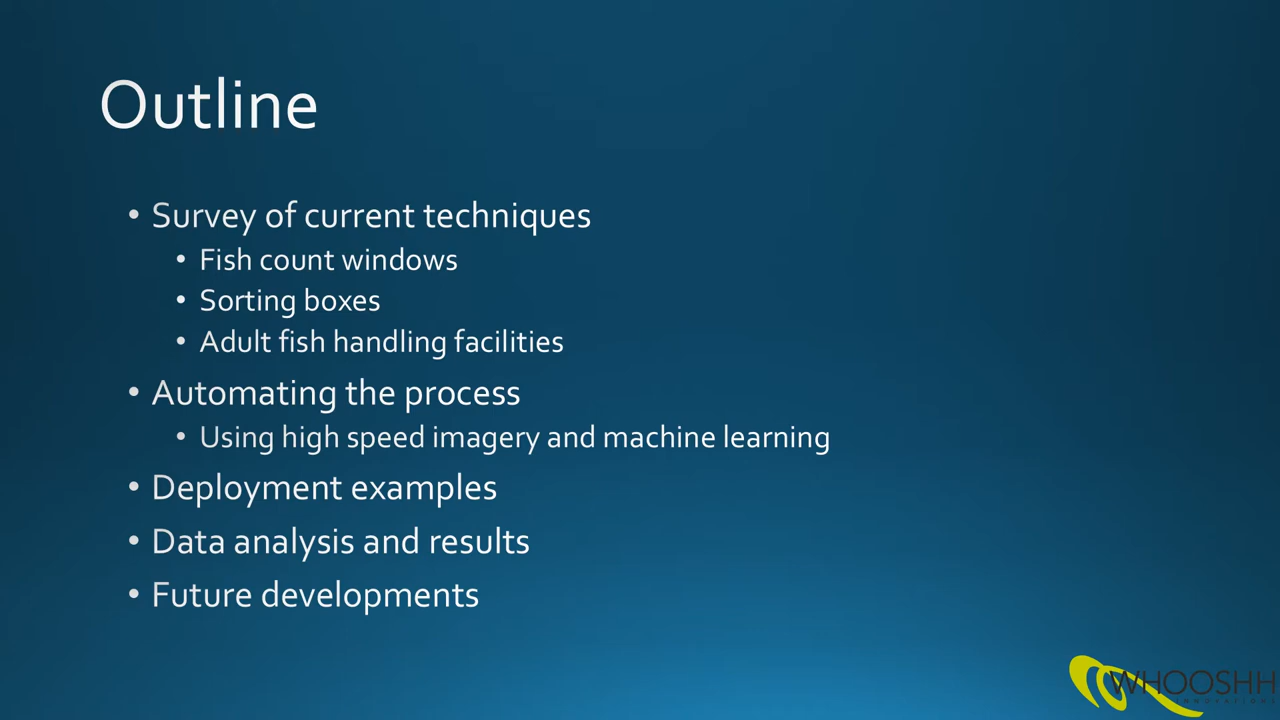 Outline
• Survey of current techniques
• Fish count windows
• Sorting boxes
• Adult fish handling facilities
• Automating the process
• Using high speed imagery and machine learning
• Deployment examples
• Data analysis and results
• Future developments
WHOOSHH
INNOVATIONS